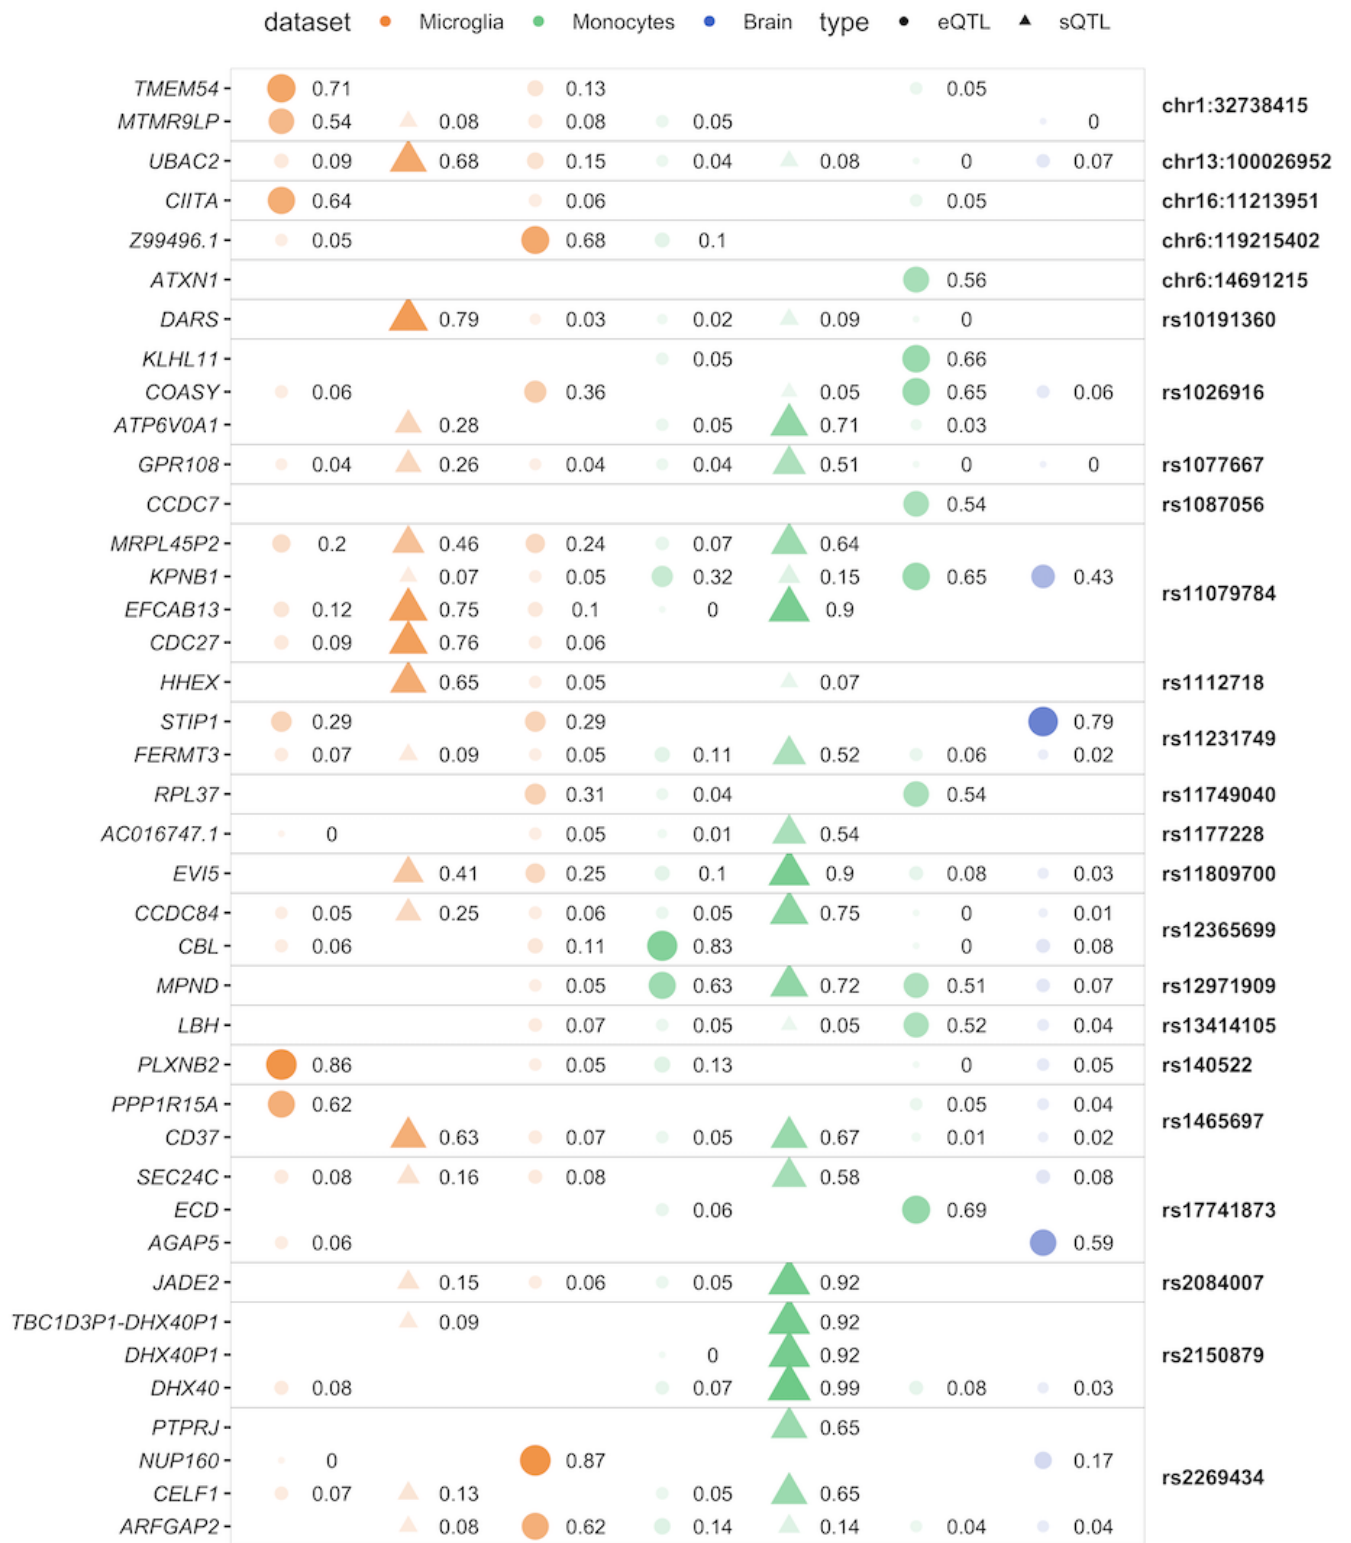 dataset Microglia Monocytes Brain type eQTL sQTL
TMEM54 0.71 0.13 0.05
chr1:32738415
MTMR9LP 0.54 0.08 0.08 0.05 0
UBAC2 0.09 0.68 0.15 0.04 0.08 0 0.07 chr13:100026952
CIITA 0.64 0.06 0.05 chr16:11213951
Z99496.1 0.05 0.68 0.1 chr6:119215402
ATXN1 0.56 chr6:14691215
DARS 0.79 0.03 0.02 0.09 0 rs10191360
KLHL11 0.05 0.66
COASY 0.06 0.36 0.05 0.65 0.06 rs1026916
ATP6V0A1 0.28 0.05 0.71 0.03
GPR108 0.04 0.26 0.04 0.04 0.51 0 0 rs1077667
CCDC7 0.54 rs1087056
MRPL45P2 0.2 0.46 0.24 0.07 0.64
KPNB1 0.07 0.05 0.32 0.15 0.65 0.43
rs11079784
EFCAB13 0.12 0.75 0.1 0 0.9
CDC27 0.09 0.76 0.06
HHEX 0.65 0.05 0.07 rs1112718
STIP1 0.29 0.29 0.79
rs11231749
FERMT3 0.07 0.09 0.05 0.11 0.52 0.06 0.02
RPL37 0.31 0.04 0.54 rs11749040
AC016747.1 0 0.05 0.01 0.54 rs1177228
EVI5 0.41 0.25 0.1 0.9 0.08 0.03 rs11809700
CCDC84 0.05 0.25 0.06 0.05 0.75 0 0.01
rs12365699
CBL 0.06 0.11 0.83 0 0.08
MPND 0.05 0.63 0.72 0.51 0.07 rs12971909
LBH 0.07 0.05 0.05 0.52 0.04 rs13414105
PLXNB2 0.86 0.05 0.13 0 0.05 rs140522
PPP1R15A 0.62 0.05 0.04
rs1465697
CD37 0.63 0.07 0.05 0.67 0.01 0.02
SEC24C 0.08 0.16 0.08 0.58 0.08
ECD 0.06 0.69 rs17741873
AGAP5 0.06 0.59
JADE2 0.15 0.06 0.05 0.92 rs2084007
TBC1D3P1-DHX40P1 0.09 0.92
DHX40P1 0 0.92 rs2150879
DHX40 0.08 0.07 0.99 0.08 0.03
PTPRJ 0.65
NUP160 0 0.87 0.17
rs2269434
CELF1 0.07 0.13 0.05 0.65
ARFGAP2 0.08 0.62 0.14 0.14 0.04 0.04